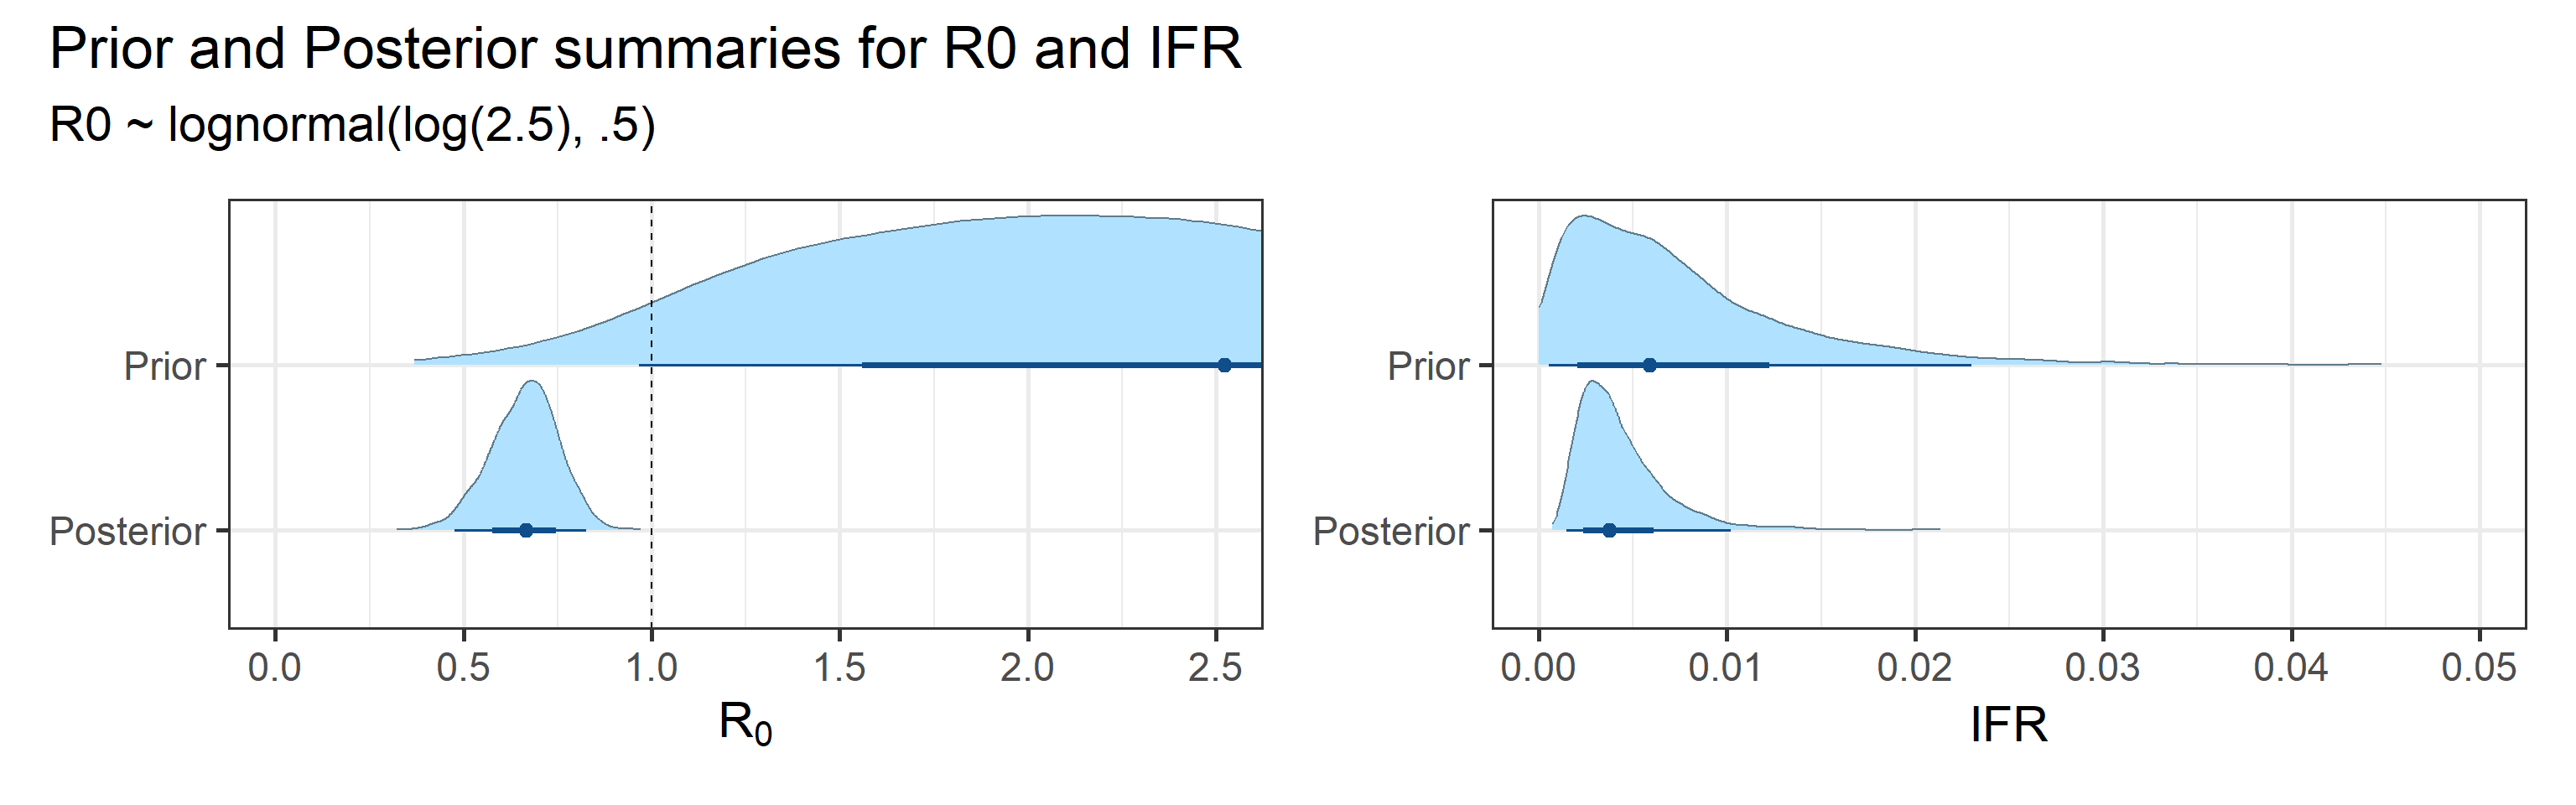 Prior and Posterior summaries for R0 and IFR
R0 ~ lognormal(log(2.5), .5)
Prior
Posterior
0.0 0.5 1.0 1.5 2.0 2.5
R₀
Prior
Posterior
0.00 0.01 0.02 0.03 0.04 0.05
IFR